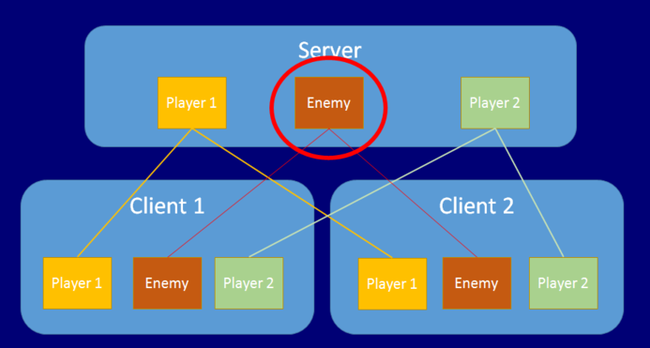 Server
Player 1
Enemy
Player 2
Client 1
Player 1
Enemy
Player 2
Client 2
Player 1
Enemy
Player 2